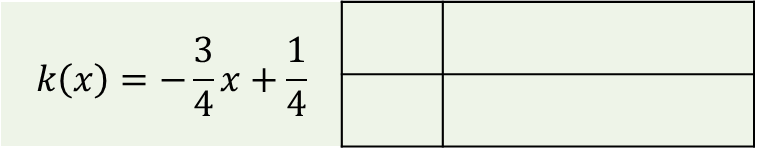 k(x) = −3/4x + 1/4